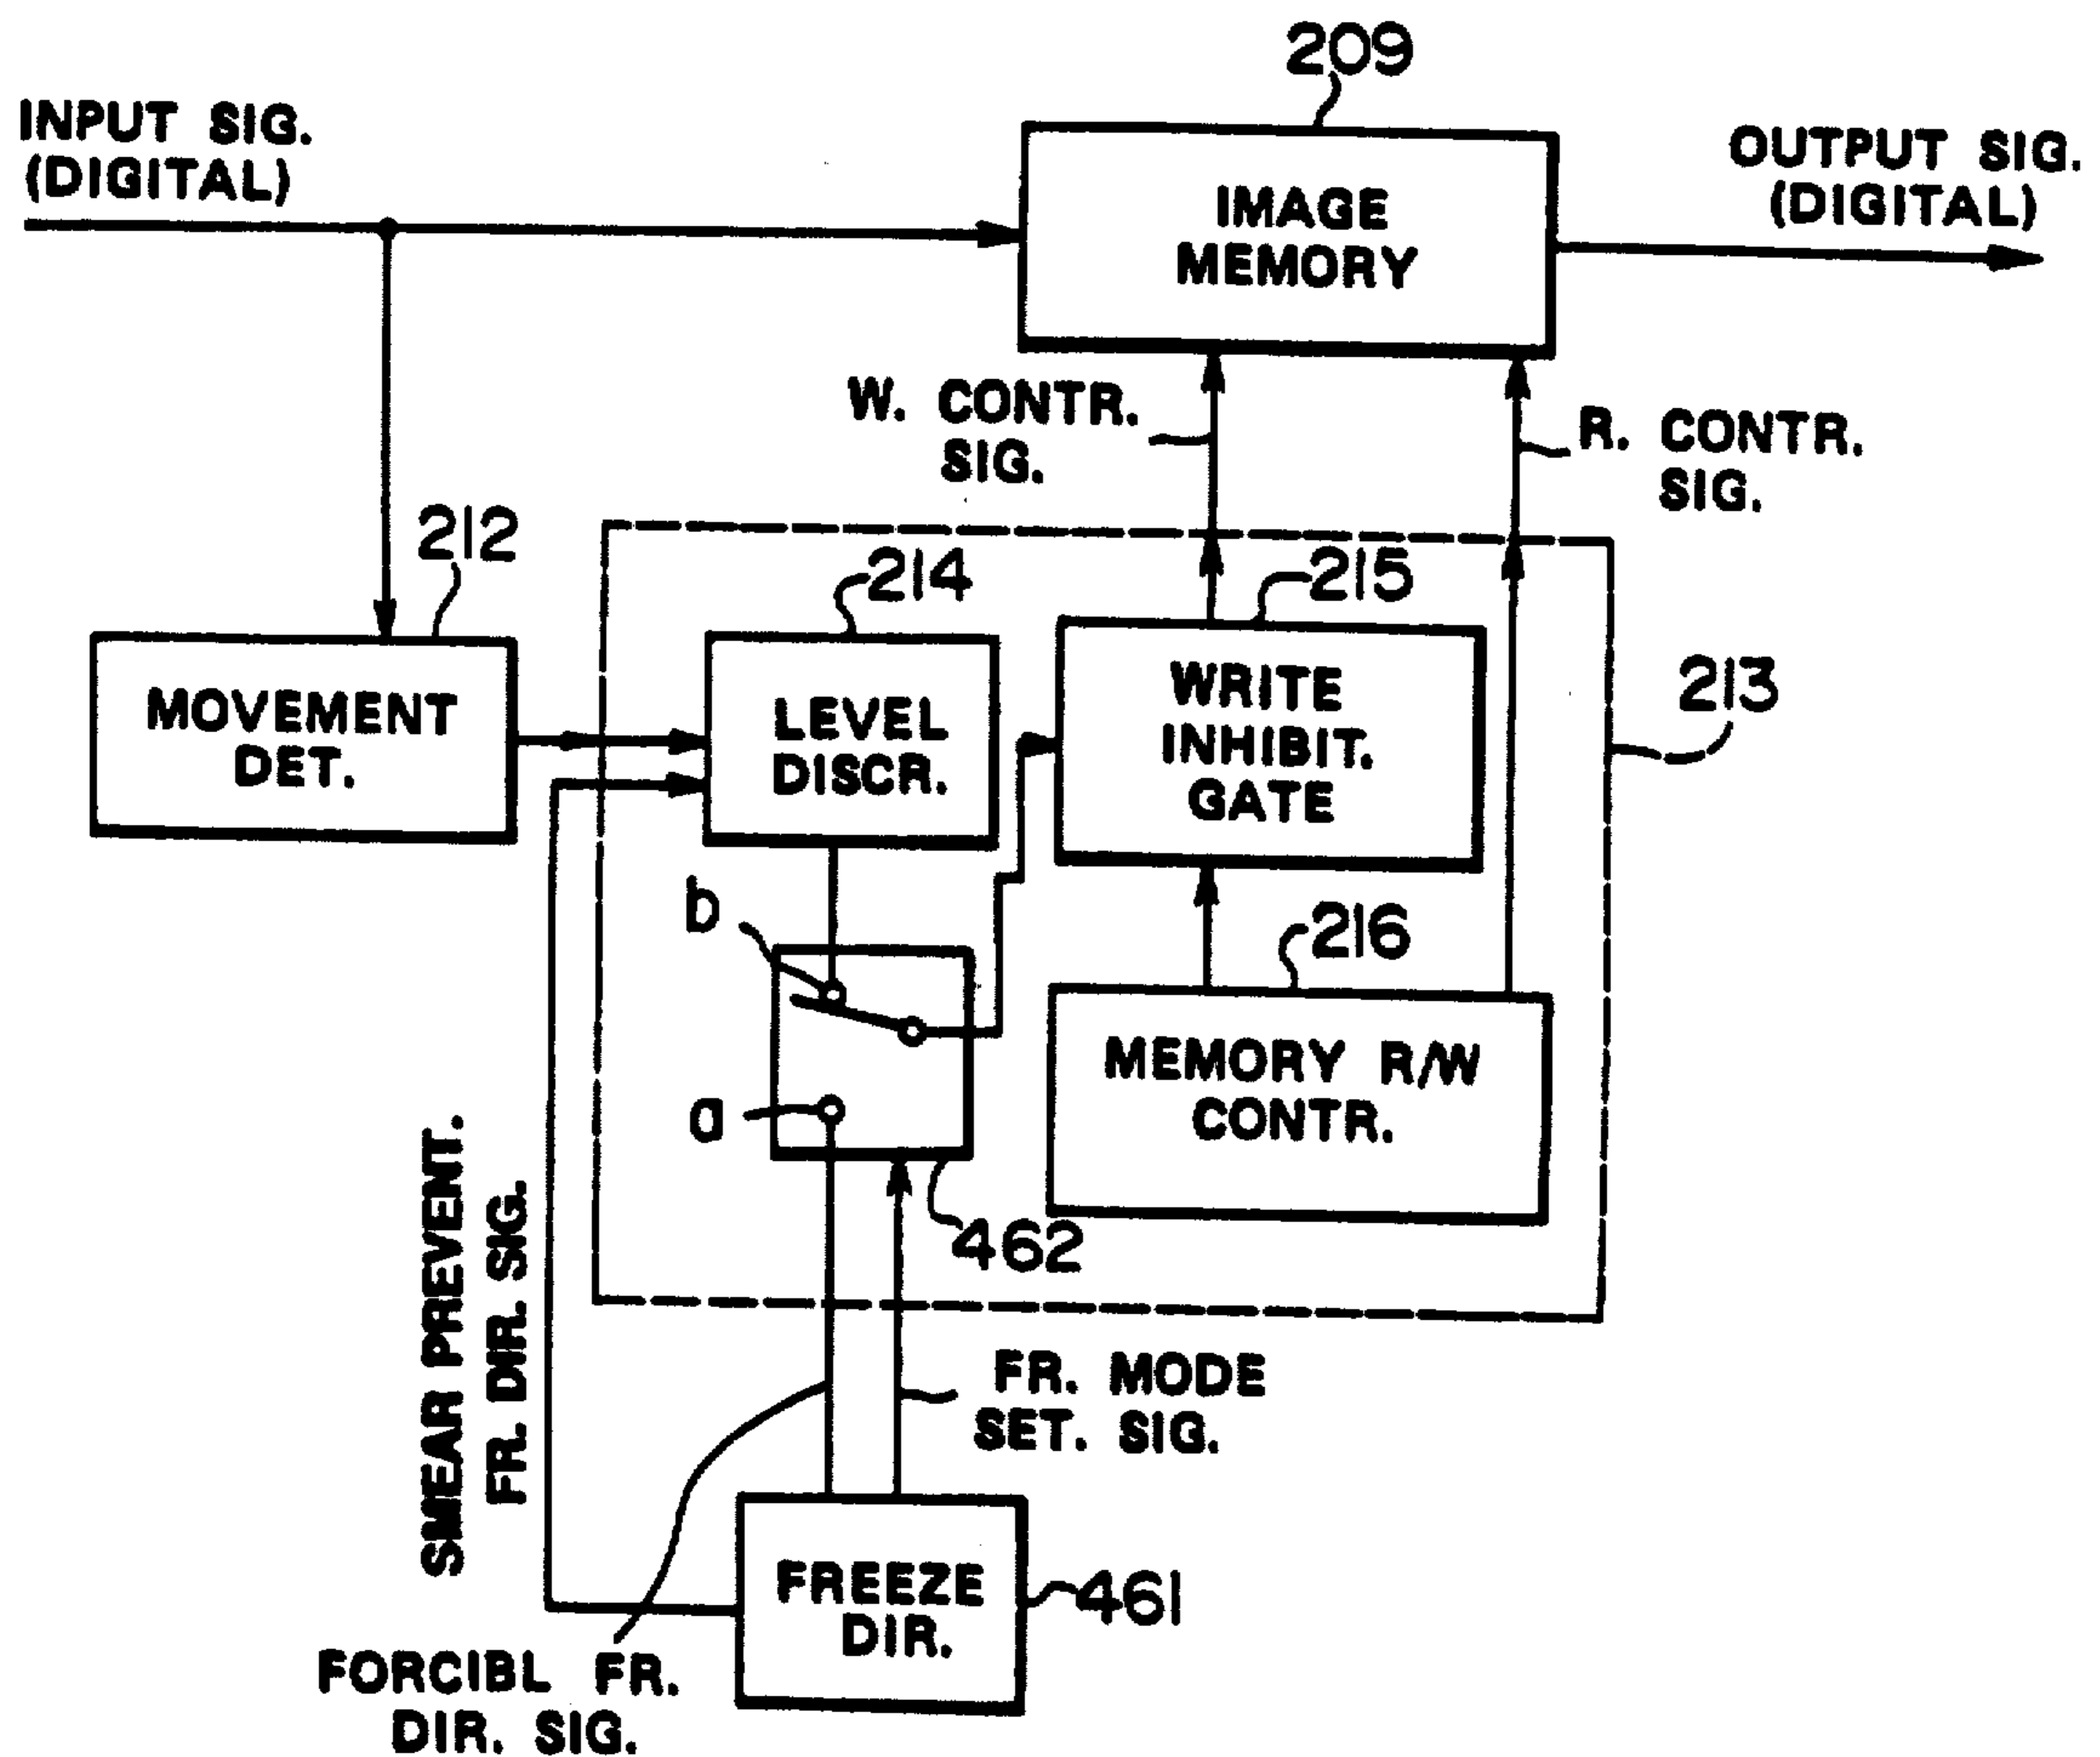 209
INPUT SIG.
(DIGITAL)
OUTPUT SIG.
(DIGITAL)
IMAGE
MEMORY
W. CONTR.
SIG.
R. CONTR.
SIG.
212
214
215
213
MOVEMENT
DET.
LEVEL
DISCR.
WRITE
INHIBIT.
GATE
b
216
MEMORY R/W
CONTR.
a
462
SMEAR PREVENT.
FR. DIR. SIG.
FR. MODE
SET. SIG.
FREEZE
DIR.
461
FORCIBL FR.
DIR. SIG.